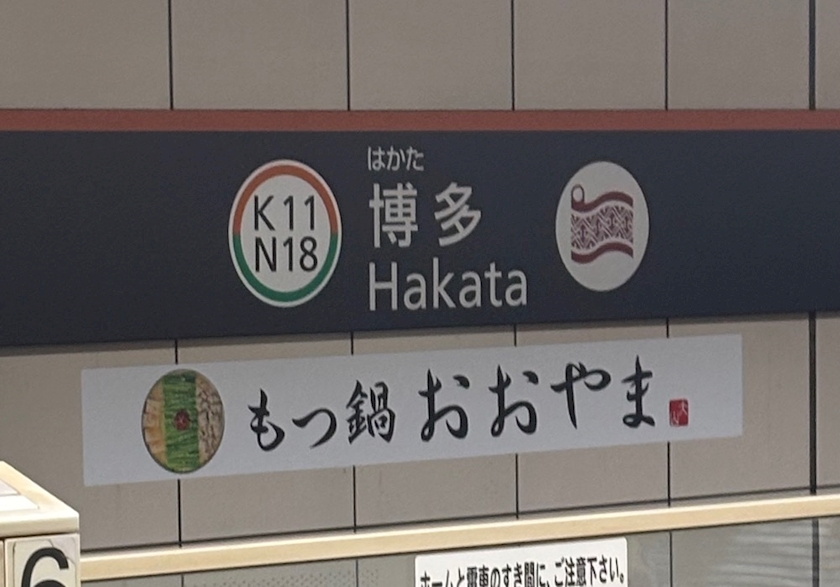 はかた
K 11
N18
博多
Hakata
もつ鍋 おおやま
6
ホームと電車のすき間に、ご注意下さい。